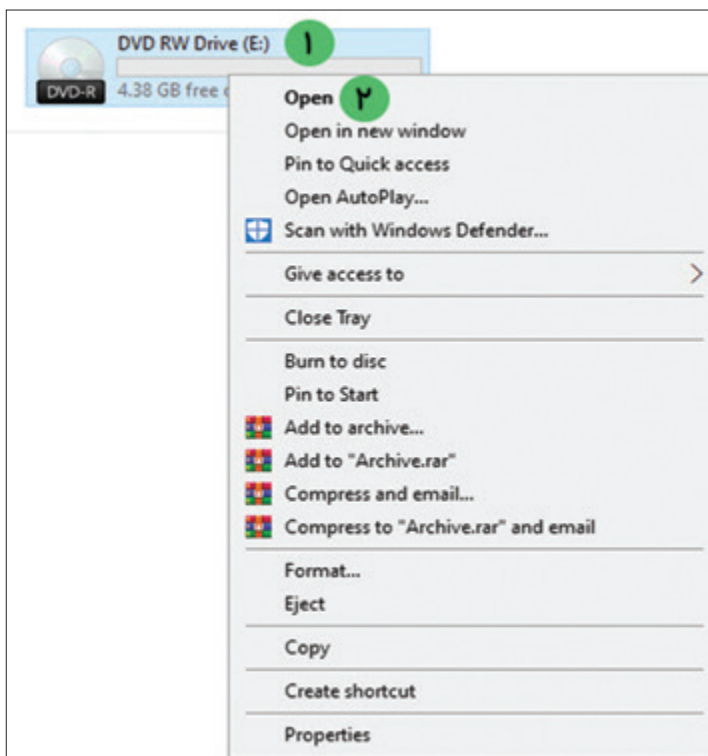 DVD RW Drive (E:) ۱
DVD-R 4.38 GB free
Open ۲
Open in new window
Pin to Quick access
Open AutoPlay...
Scan with Windows Defender...
Give access to
Close Tray
Burn to disc
Pin to Start
Add to archive...
Add to "Archive.rar"
Compress and email...
Compress to "Archive.rar" and email
Format...
Eject
Copy
Create shortcut
Properties